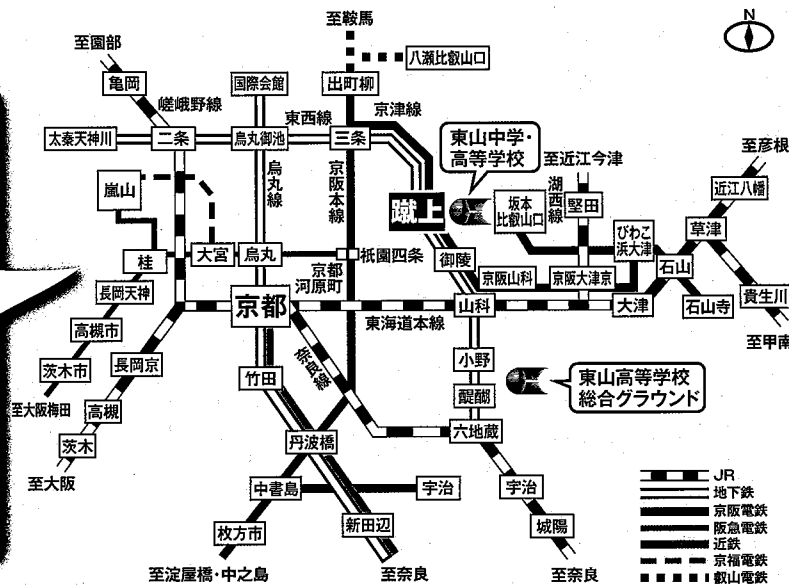 N
至鞍馬
至園部
八瀬比叡山口
亀岡
国際会館
出町柳
嵯峨野線
東西線
京津線
太秦天神川
二条
烏丸御池
三条
東山中学・
高等学校
至近江今津
至彦根
烏丸線
京阪本線
湖西線
嵐山
蹴上
坂本
比叡山口
堅田
近江八幡
びわこ
浜大津
草津
桂
大宮
烏丸
祇園四条
御陵
石山
京都
河原町
長岡天神
京阪山科
京阪大津京
京都
山科
大津
石山寺
貴生川
東海道本線
高槻市
至甲南
長岡京
奈良線
小野
茨木市
竹田
東山高等学校
総合グラウンド
醍醐
至大阪梅田
高槻
六地蔵
茨木
丹波橋
至大阪
中書島
宇治
宇治
枚方市
新田辺
城陽
至淀屋橋・中之島
至奈良
至奈良
JR
地下鉄
京阪電鉄
阪急電鉄
近鉄
京福電鉄
叡山電鉄